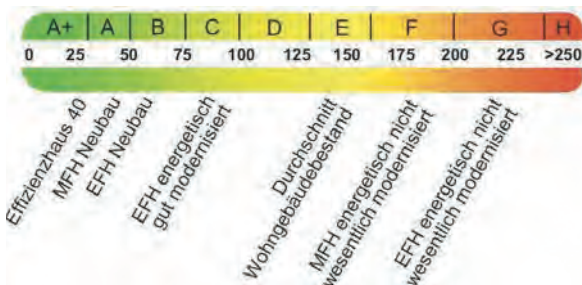 A+ A B C D E F G H
0 25 50 75 100 125 150 175 200 225 >250
Effizienzhaus 40
MFH Neubau
EFH Neubau
EFH energetisch
gut modernisiert
Durchschnitt
Wohngebäudebestand
MFH energetisch nicht
wesentlich modernisiert
EFH energetisch nicht
wesentlich modernisiert